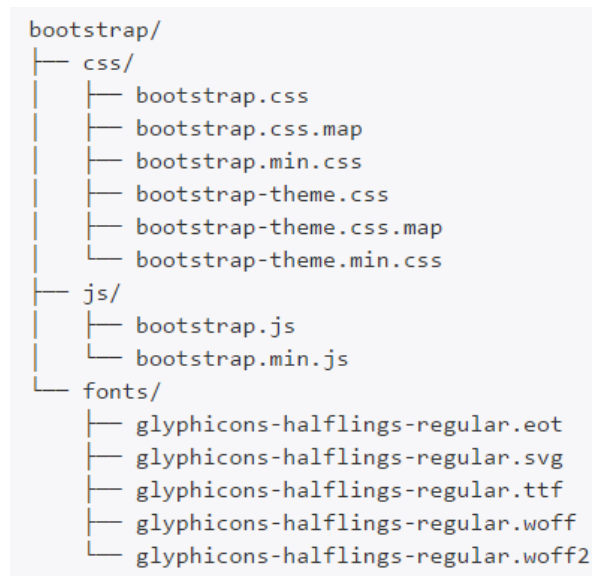 bootstrap/
├── css/
│   ├── bootstrap.css
│   ├── bootstrap.css.map
│   ├── bootstrap.min.css
│   ├── bootstrap-theme.css
│   ├── bootstrap-theme.css.map
│   └── bootstrap-theme.min.css
├── js/
│   ├── bootstrap.js
│   └── bootstrap.min.js
└── fonts/
    ├── glyphicons-halflings-regular.eot
    ├── glyphicons-halflings-regular.svg
    ├── glyphicons-halflings-regular.ttf
    ├── glyphicons-halflings-regular.woff
    └── glyphicons-halflings-regular.woff2